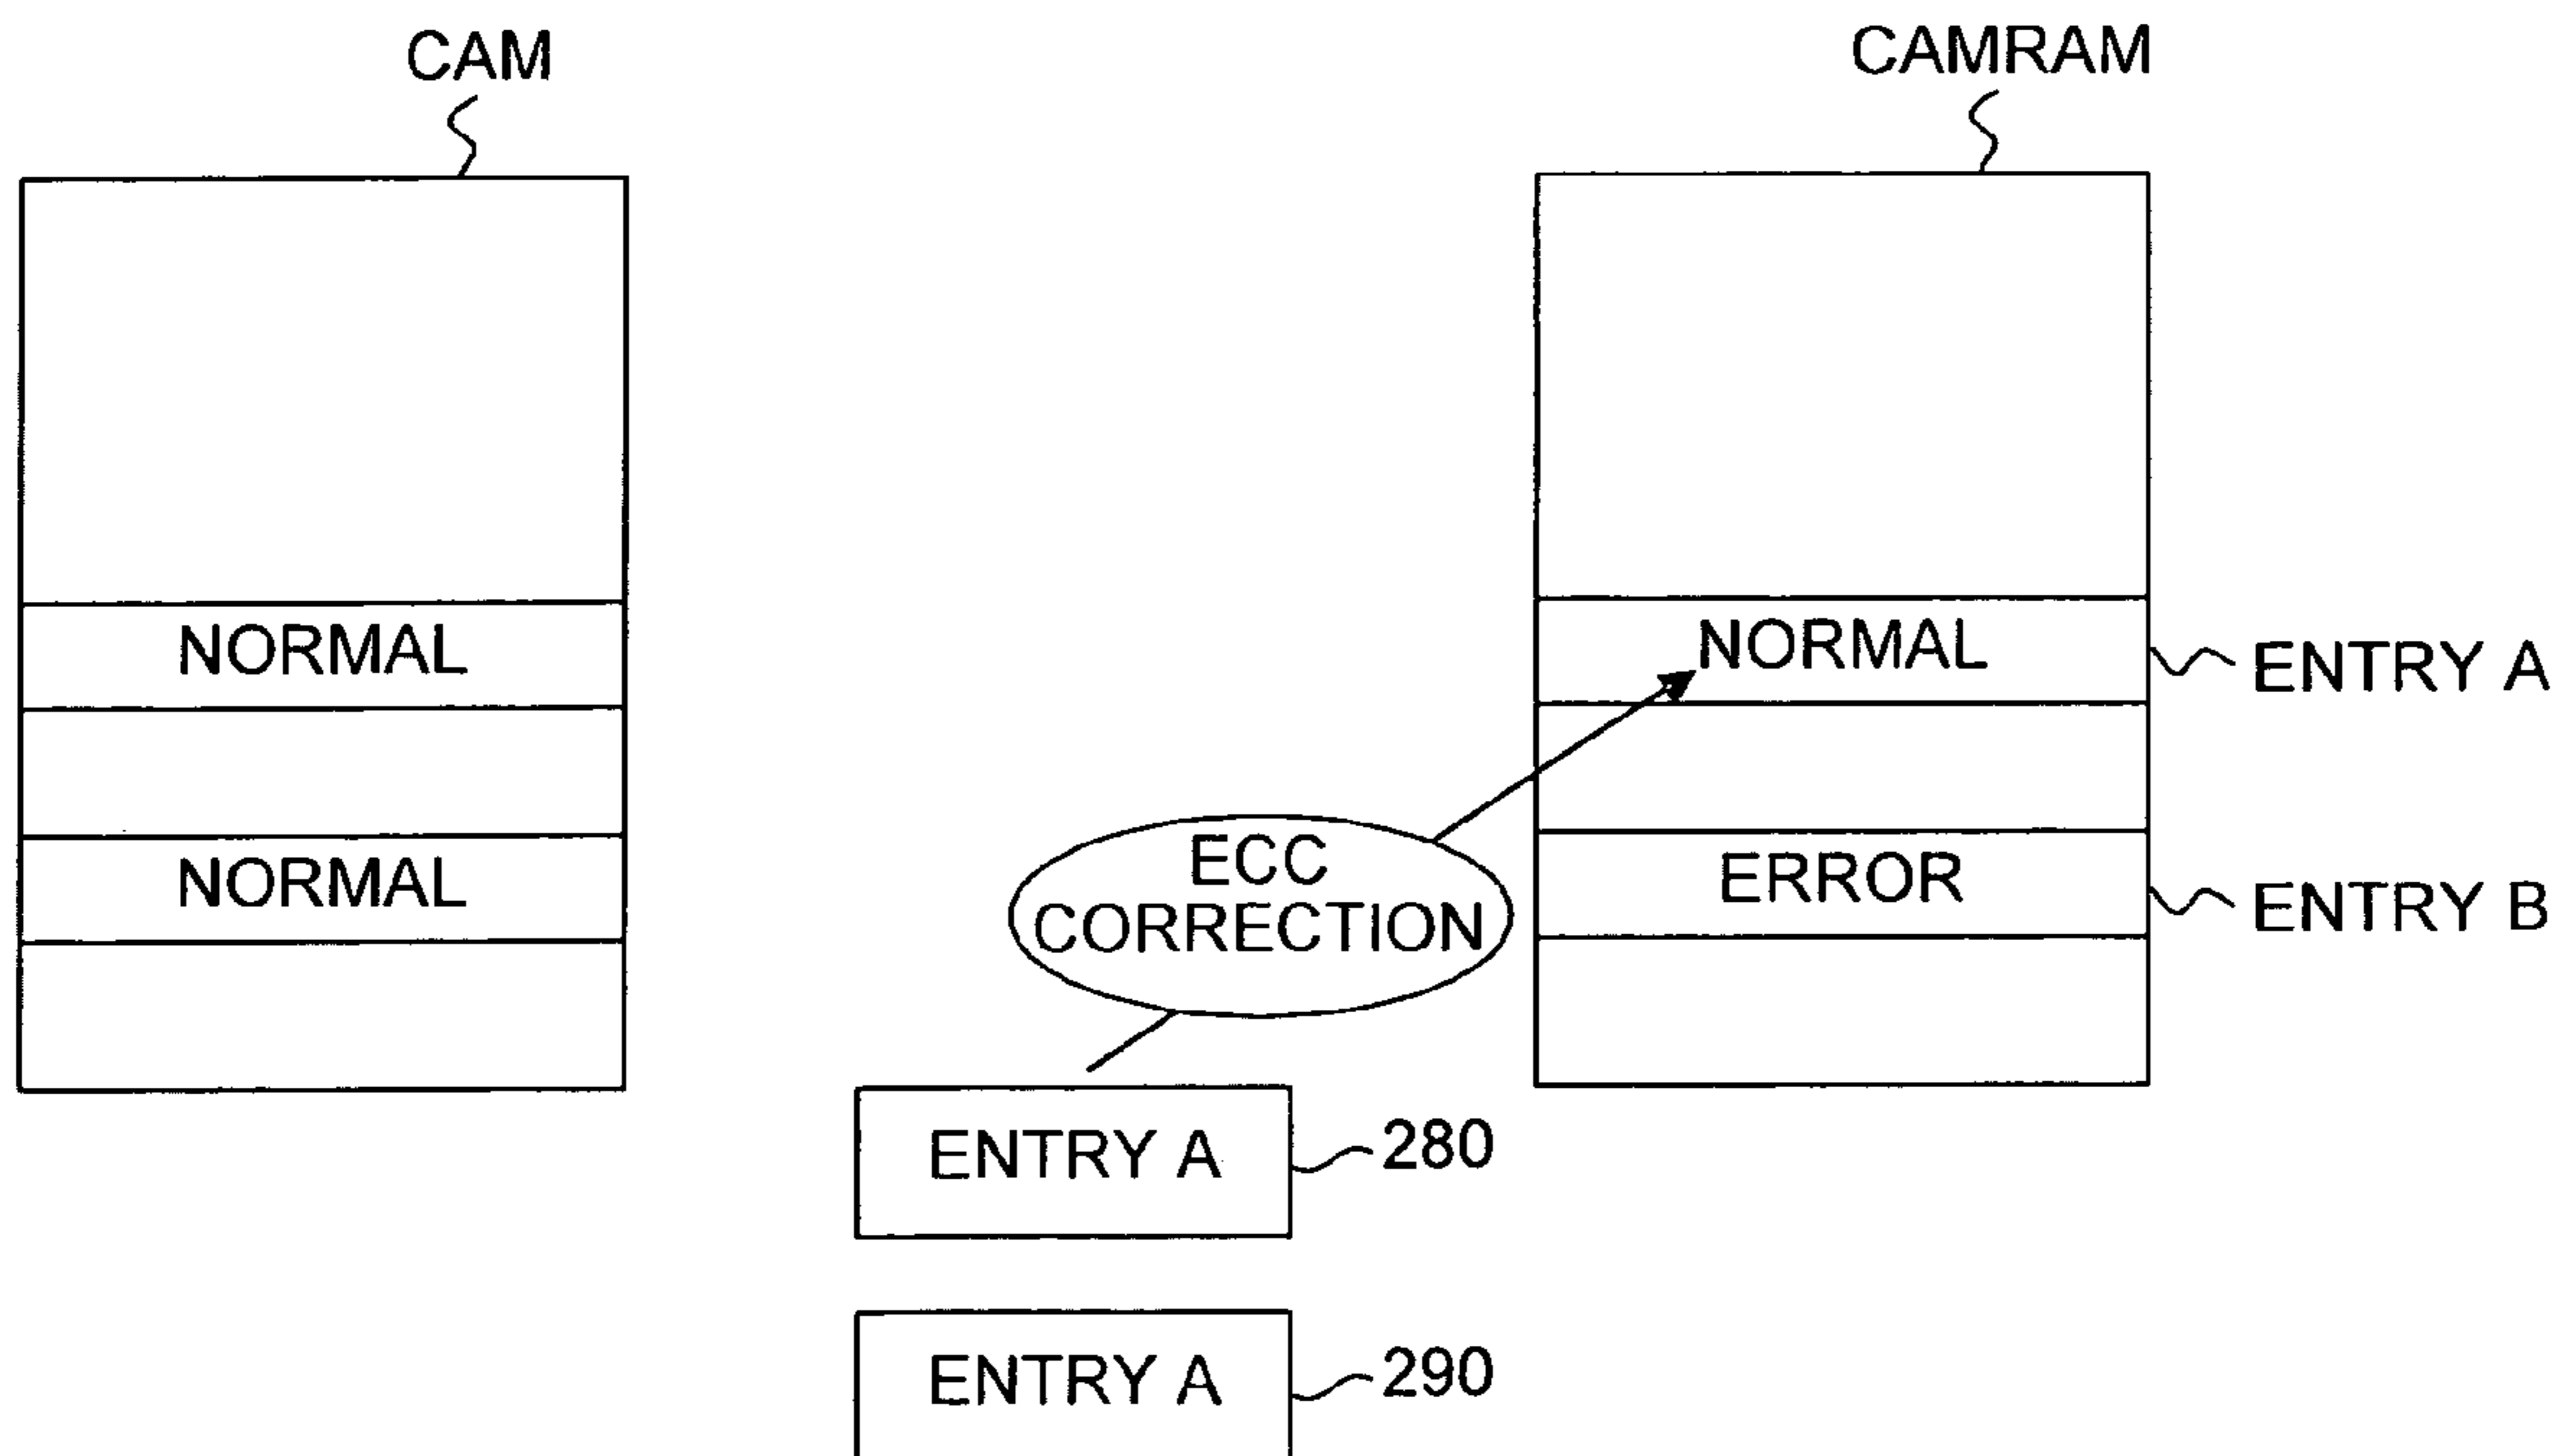 CAM
CAMRAM
NORMAL
NORMAL
ENTRY A
NORMAL
ERROR
ENTRY B
ECC
CORRECTION
ENTRY A
280
ENTRY A
290